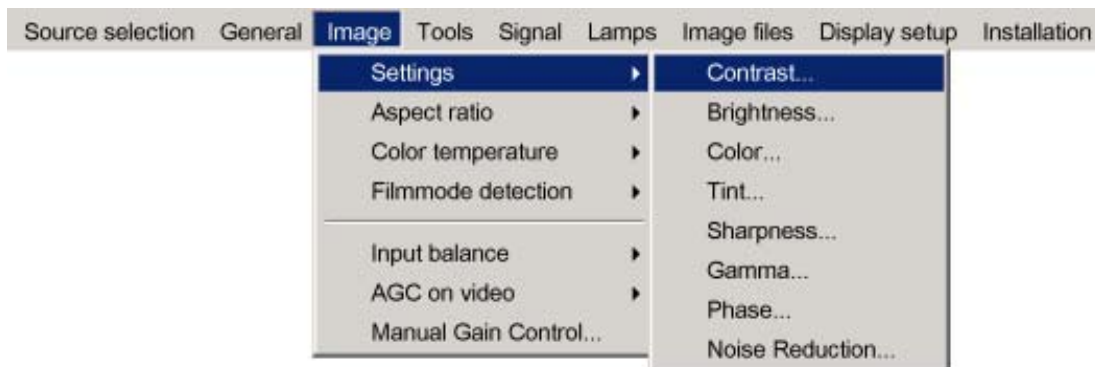 Source selection General Image Tools Signal Lamps Image files Display setup Installation
Settings
Aspect ratio
Color temperature
Filmmode detection
Input balance
AGC on video
Manual Gain Control...
Contrast...
Brightness...
Color...
Tint...
Sharpness...
Gamma...
Phase...
Noise Reduction...